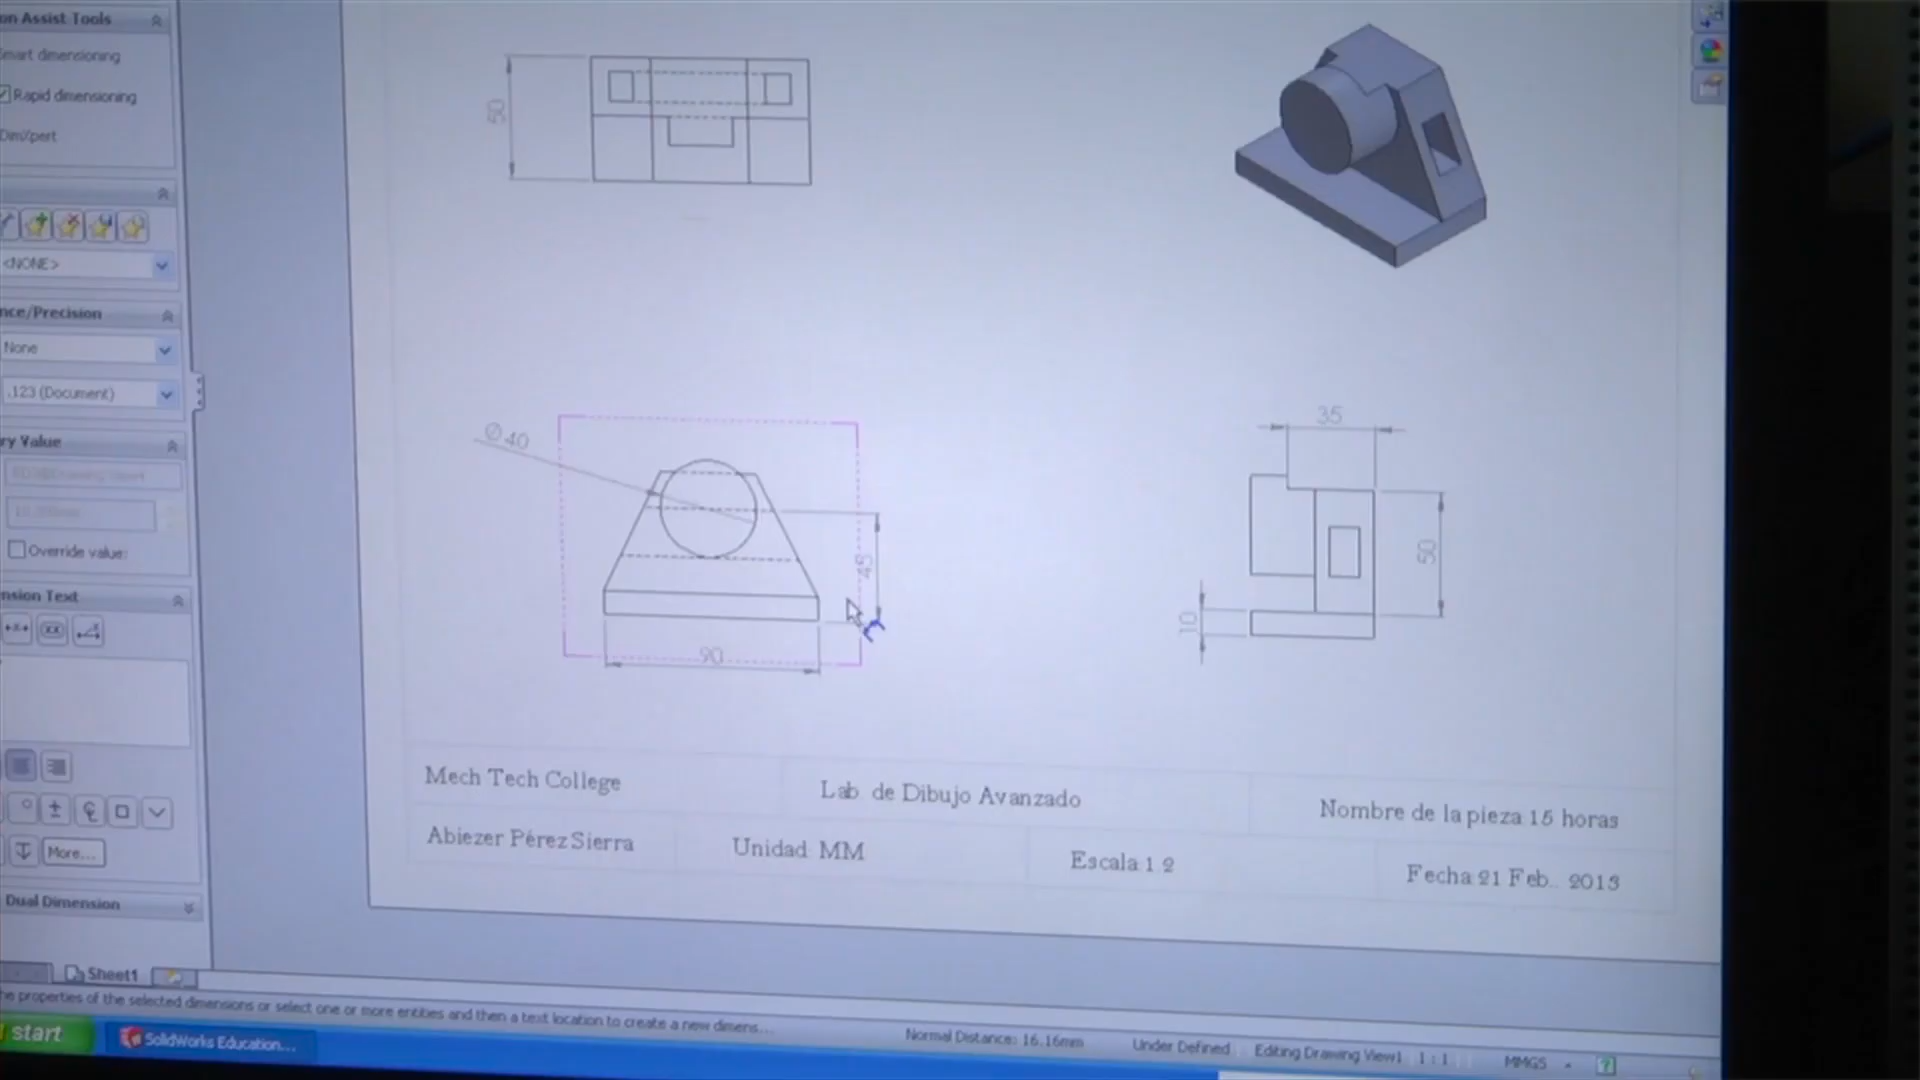 on Assist Tools
Smart dimensioning
Rapid dimensioning
DimXpert
<NONE>
nce/Precision
None
.123 (Document)
ry Value
Override value:
nsion Text
More...
Dual Dimension
50
Ø40
45
90
35
50
10
Mech Tech College
Lab. de Dibujo Avanzado
Nombre de la pieza 15 horas
Abiezer Pérez Sierra
Unidad MM
Escala 1 2
Fecha 21 Feb.. 2013
Sheet1
he properties of the selected dimensions or select one or more entities and then a text location to create a new dimens...
Normal Distance: 16.16mm
Under Defined
Editing Drawing View1
1 : 1
MMGS
start
SolidWorks Education...